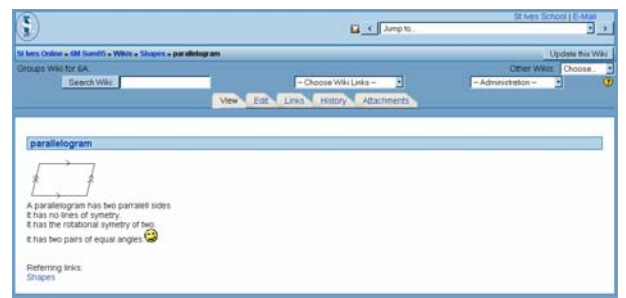 St Ives School | E-Mail
Jump to...
St Ives Online » 6M Sum05 » Wikis » Shapes » parallelogram
Update this Wiki
Groups Wiki for 6A:
Other Wikis: Choose...
Search Wiki:
-- Choose Wiki Links --
-- Administration --
View Edit Links History Attachments
parallelogram
A parallelogram has two parralell sides
It has no lines of symetry.
It has the rotational symetry of two
It has two pairs of equal angles
Referring links:
Shapes